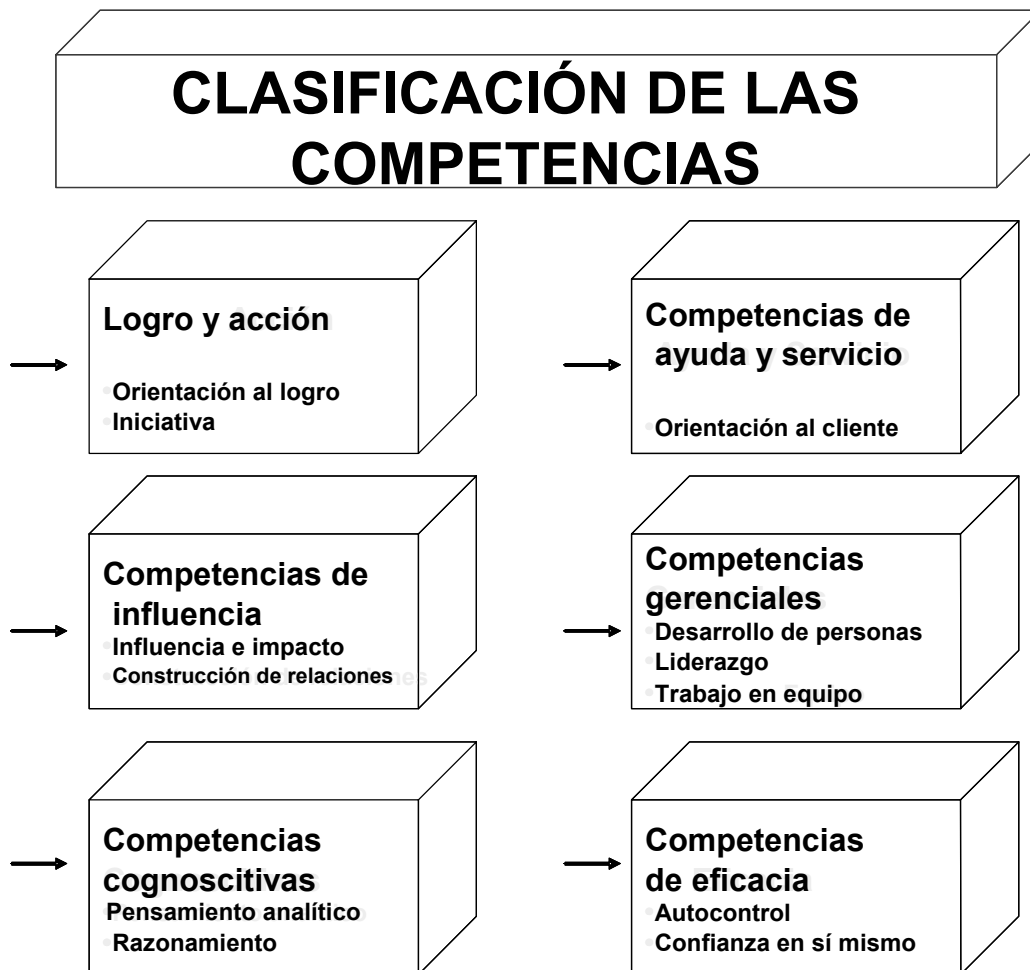 CLASIFICACIÓN DE LAS
COMPETENCIAS
Logro y acción
•Orientación al logro
•Iniciativa
Competencias de
ayuda y servicio
•Orientación al cliente
Competencias de
influencia
•Influencia e impacto
•Construcción de relaciones
Competencias
gerenciales
•Desarrollo de personas
•Liderazgo
•Trabajo en Equipo
Competencias
cognoscitivas
•Pensamiento analítico
•Razonamiento
Competencias
de eficacia
•Autocontrol
•Confianza en sí mismo